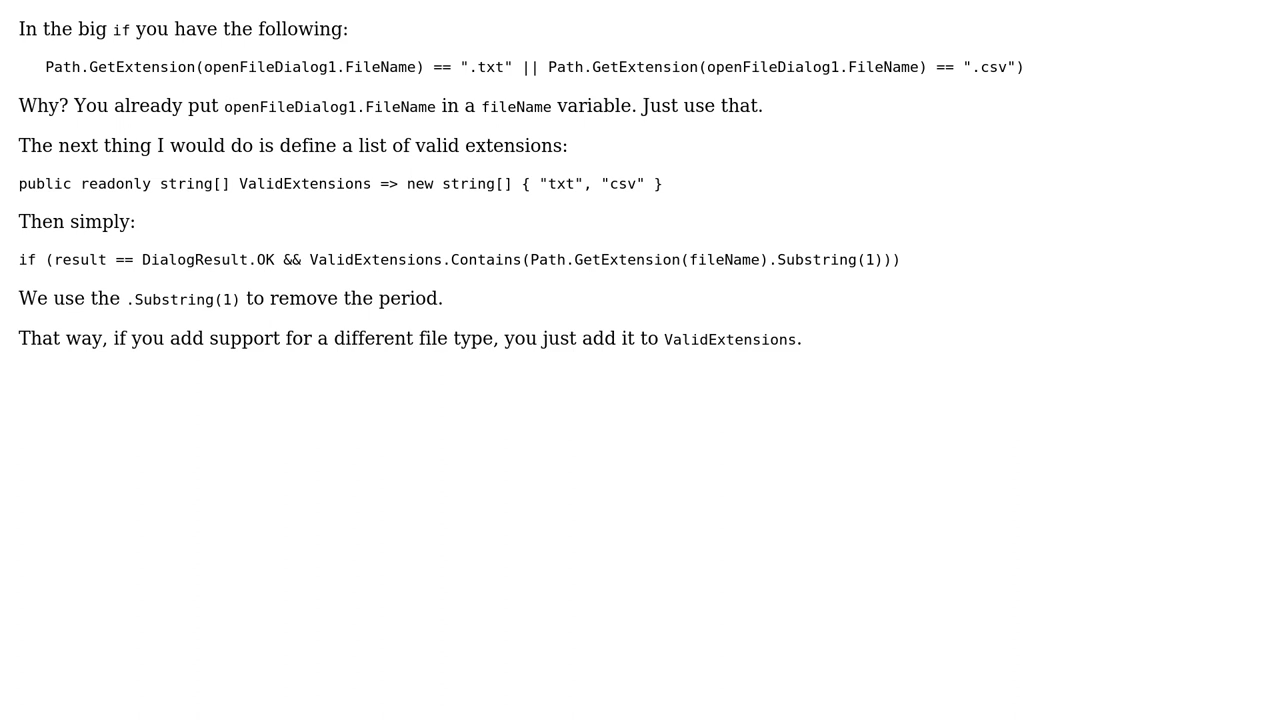 In the big if you have the following:
Path.GetExtension(openFileDialog1.FileName) == ".txt" || Path.GetExtension(openFileDialog1.FileName) == ".csv")
Why? You already put openFileDialog1.FileName in a fileName variable. Just use that.
The next thing I would do is define a list of valid extensions:
public readonly string[] ValidExtensions => new string[] { "txt", "csv" }
Then simply:
if (result == DialogResult.OK && ValidExtensions.Contains(Path.GetExtension(fileName).Substring(1)))
We use the .Substring(1) to remove the period.
That way, if you add support for a different file type, you just add it to ValidExtensions.